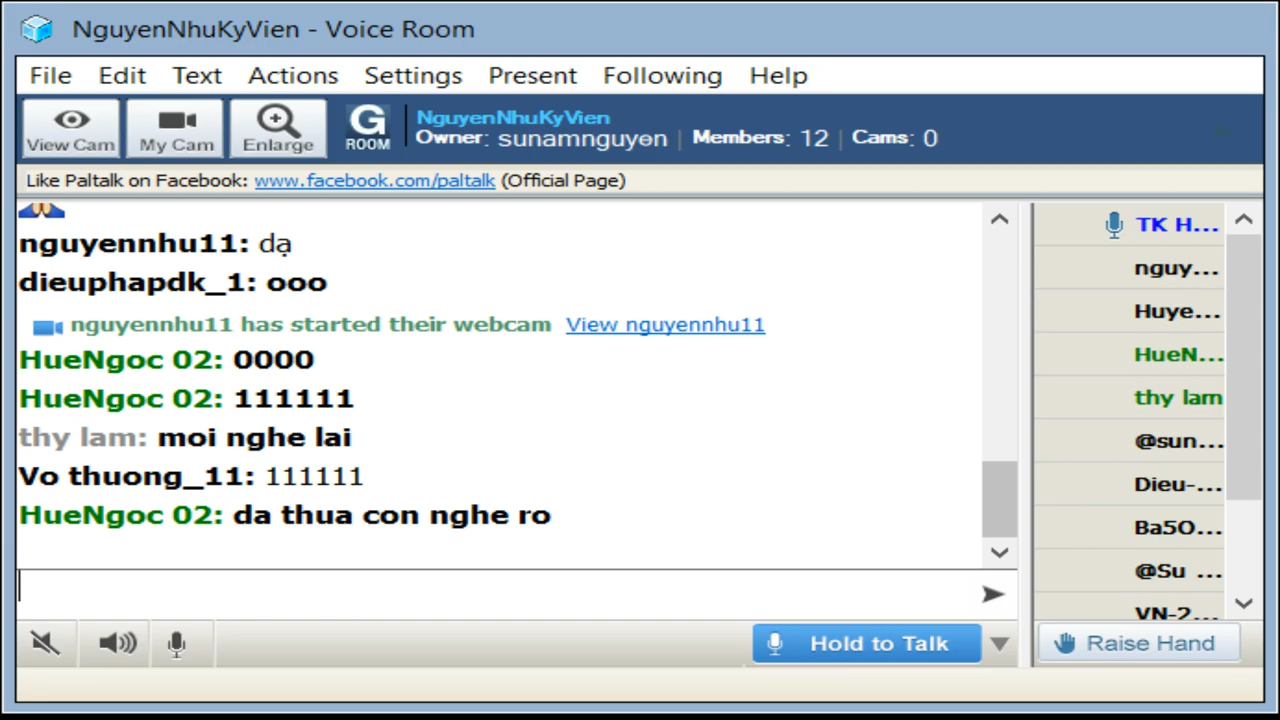 NguyenNhuKyVien - Voice Room
File Edit Text Actions Settings Present Following Help
View Cam My Cam Enlarge G ROOM
NguyenNhuKyVien
Owner: sunamnguyen | Members: 12 | Cams: 0
Like Paltalk on Facebook: www.facebook.com/paltalk (Official Page)
nguyennhu11: dạ
dieuphapdk_1: ooo
nguyennhu11 has started their webcam View nguyennhu11
HueNgoc 02: 0000
HueNgoc 02: 111111
thy lam: moi nghe lai
Vo thuong_11: 111111
HueNgoc 02: da thua con nghe ro
TK H...
nguy...
Huye...
HueN...
thy lam
@sun...
Dieu-...
Ba5O...
@Su ...
VN-2...
Hold to Talk
Raise Hand